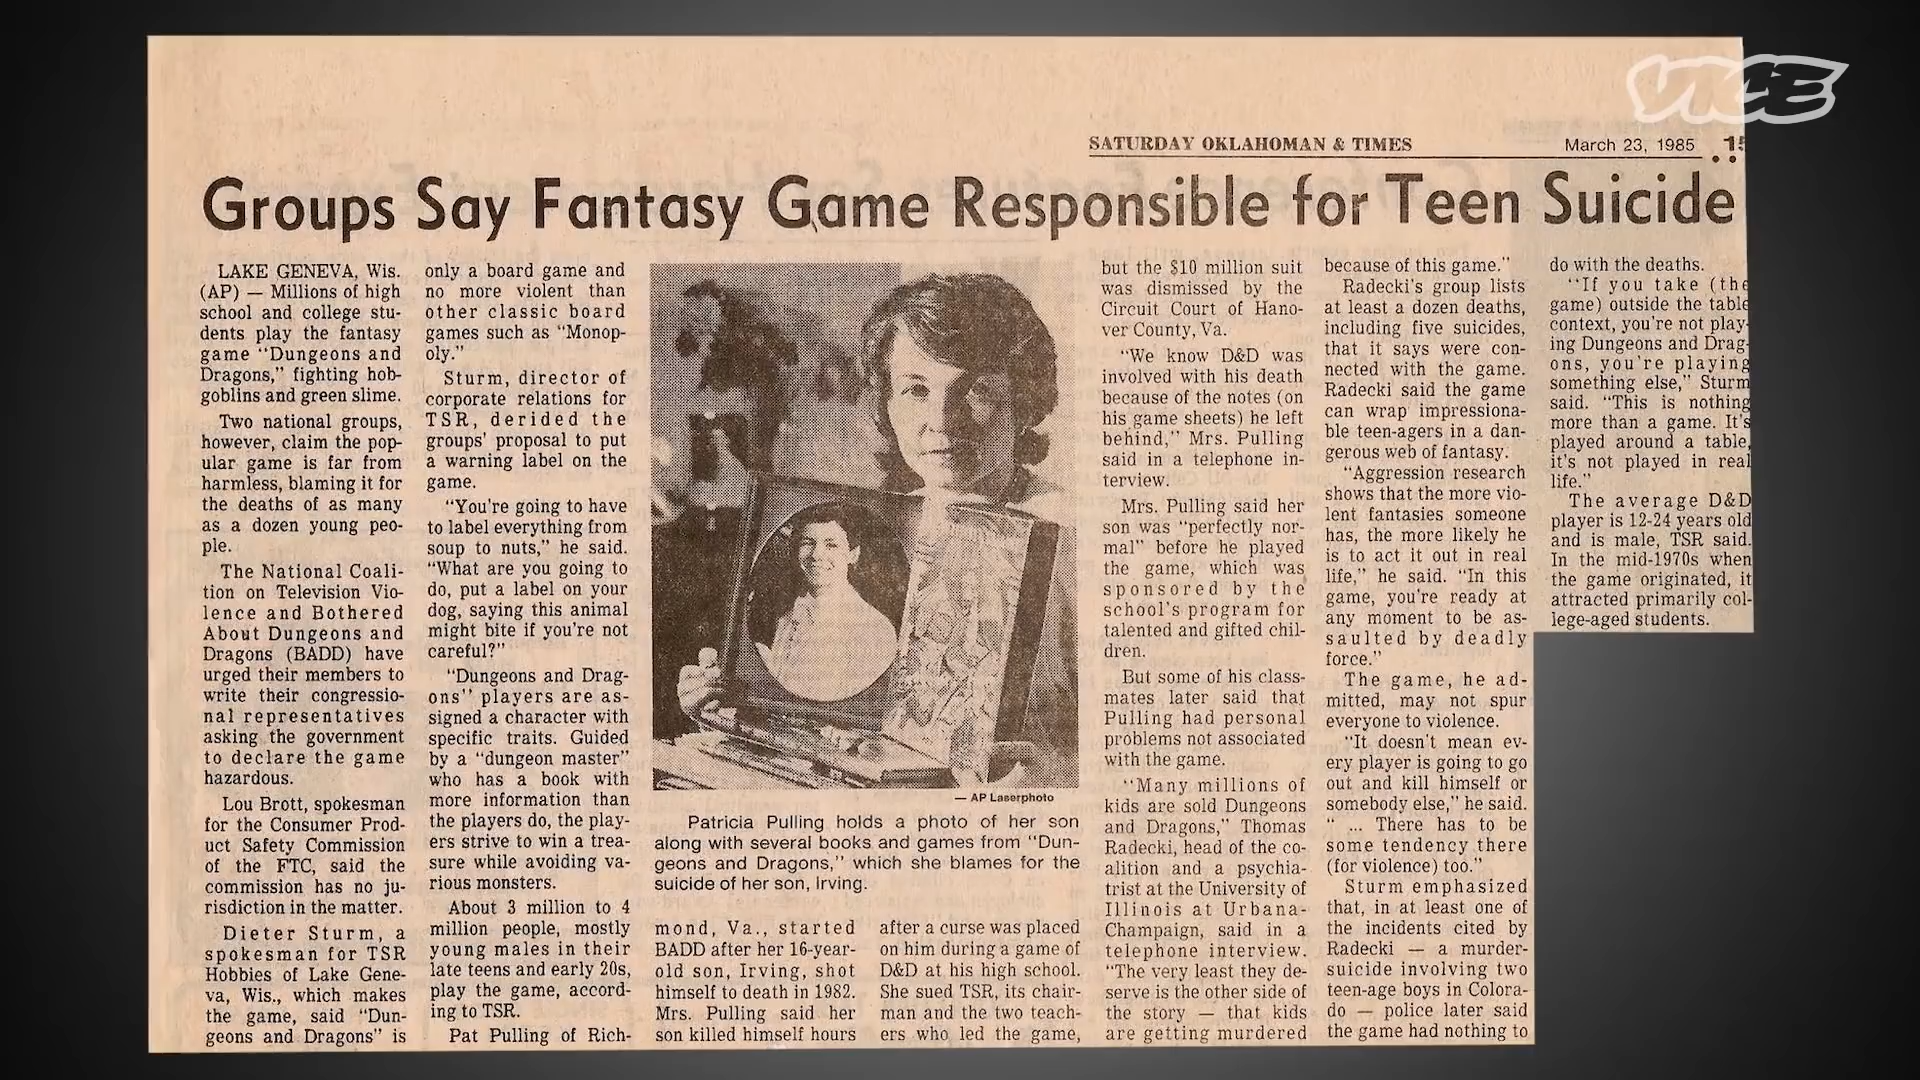 VICE
SATURDAY OKLAHOMAN & TIMES
March 23, 1985
Groups Say Fantasy Game Responsible for Teen Suicide
LAKE GENEVA, Wis.
(AP) — Millions of high
school and college stu-
dents play the fantasy
game "Dungeons and
Dragons," fighting hob-
goblins and green slime.
Two national groups,
however, claim the pop-
ular game is far from
harmless, blaming it for
the deaths of as many
as a dozen young peo-
ple.
The National Coali-
tion on Television Vio-
lence and Bothered
About Dungeons and
Dragons (BADD) have
urged their members to
write their congressio-
nal representatives
asking the government
to declare the game
hazardous.
Lou Brott, spokesman
for the Consumer Prod-
uct Safety Commission
of the FTC, said the
commission has no ju-
risdiction in the matter.
Dieter Sturm, a
spokesman for TSR
Hobbies of Lake Gene-
va, Wis., which makes
the game, said "Dun-
geons and Dragons" is
only a board game and
no more violent than
other classic board
games such as "Monop-
oly."
Sturm, director of
corporate relations for
TSR, derided the
groups' proposal to put
a warning label on the
game.
"You're going to have
to label everything from
soup to nuts," he said.
"What are you going to
do, put a label on your
dog, saying this animal
might bite if you're not
careful?"
"Dungeons and Drag-
ons'' players are as-
signed a character with
specific traits. Guided
by a "dungeon master"
who has a book with
more information than
the players do, the play-
ers strive to win a trea-
sure while avoiding va-
rious monsters.
About 3 million to 4
million people, mostly
young males in their
late teens and early 20s,
play the game, accord-
ing to TSR.
Pat Pulling of Rich-
— AP Laserphoto
Patricia Pulling holds a photo of her son
along with several books and games from "Dun-
geons and Dragons," which she blames for the
suicide of her son, Irving.
mond, Va., started
BADD after her 16-year-
old son, Irving, shot
himself to death in 1982.
Mrs. Pulling said her
son killed himself hours
after a curse was placed
on him during a game of
D&D at his high school.
She sued TSR, its chair-
man and the two teach-
ers who led the game,
but the $10 million suit
was dismissed by the
Circuit Court of Hano-
ver County, Va.
"We know D&D was
involved with his death
because of the notes (on
his game sheets) he left
behind," Mrs. Pulling
said in a telephone in-
terview.
Mrs. Pulling said her
son was "perfectly nor-
mal" before he played
the game, which was
sponsored by the
school's program for
talented and gifted chil-
dren.
But some of his class-
mates later said that
Pulling had personal
problems not associated
with the game.
"Many millions of
kids are sold Dungeons
and Dragons," Thomas
Radecki, head of the co-
alition and a psychia-
trist at the University of
Illinois at Urbana-
Champaign, said in a
telephone interview.
"The very least they de-
serve is the other side of
the story — that kids
are getting murdered
because of this game."
Radecki's group lists
at least a dozen deaths,
including five suicides,
that it says were con-
nected with the game.
Radecki said the game
can wrap impressiona-
ble teen-agers in a dan-
gerous web of fantasy.
"Aggression research
shows that the more vio-
lent fantasies someone
has, the more likely he
is to act it out in real
life," he said. "In this
game, you're ready at
any moment to be as-
saulted by deadly
force."
The game, he ad-
mitted, may not spur
everyone to violence.
"It doesn't mean ev-
ery player is going to go
out and kill himself or
somebody else," he said.
" ... There has to be
some tendency there
(for violence) too."
Sturm emphasized
that, in at least one of
the incidents cited by
Radecki — a murder-
suicide involving two
teen-age boys in Colora-
do — police later said
the game had nothing to
do with the deaths.
"If you take (the
game) outside the table
context, you're not play-
ing Dungeons and Drag-
ons, you're playing
something else," Sturm
said. "This is nothing
more than a game. It's
played around a table,
it's not played in real
life."
The average D&D
player is 12-24 years old
and is male, TSR said.
In the mid-1970s when
the game originated, it
attracted primarily col-
lege-aged students.